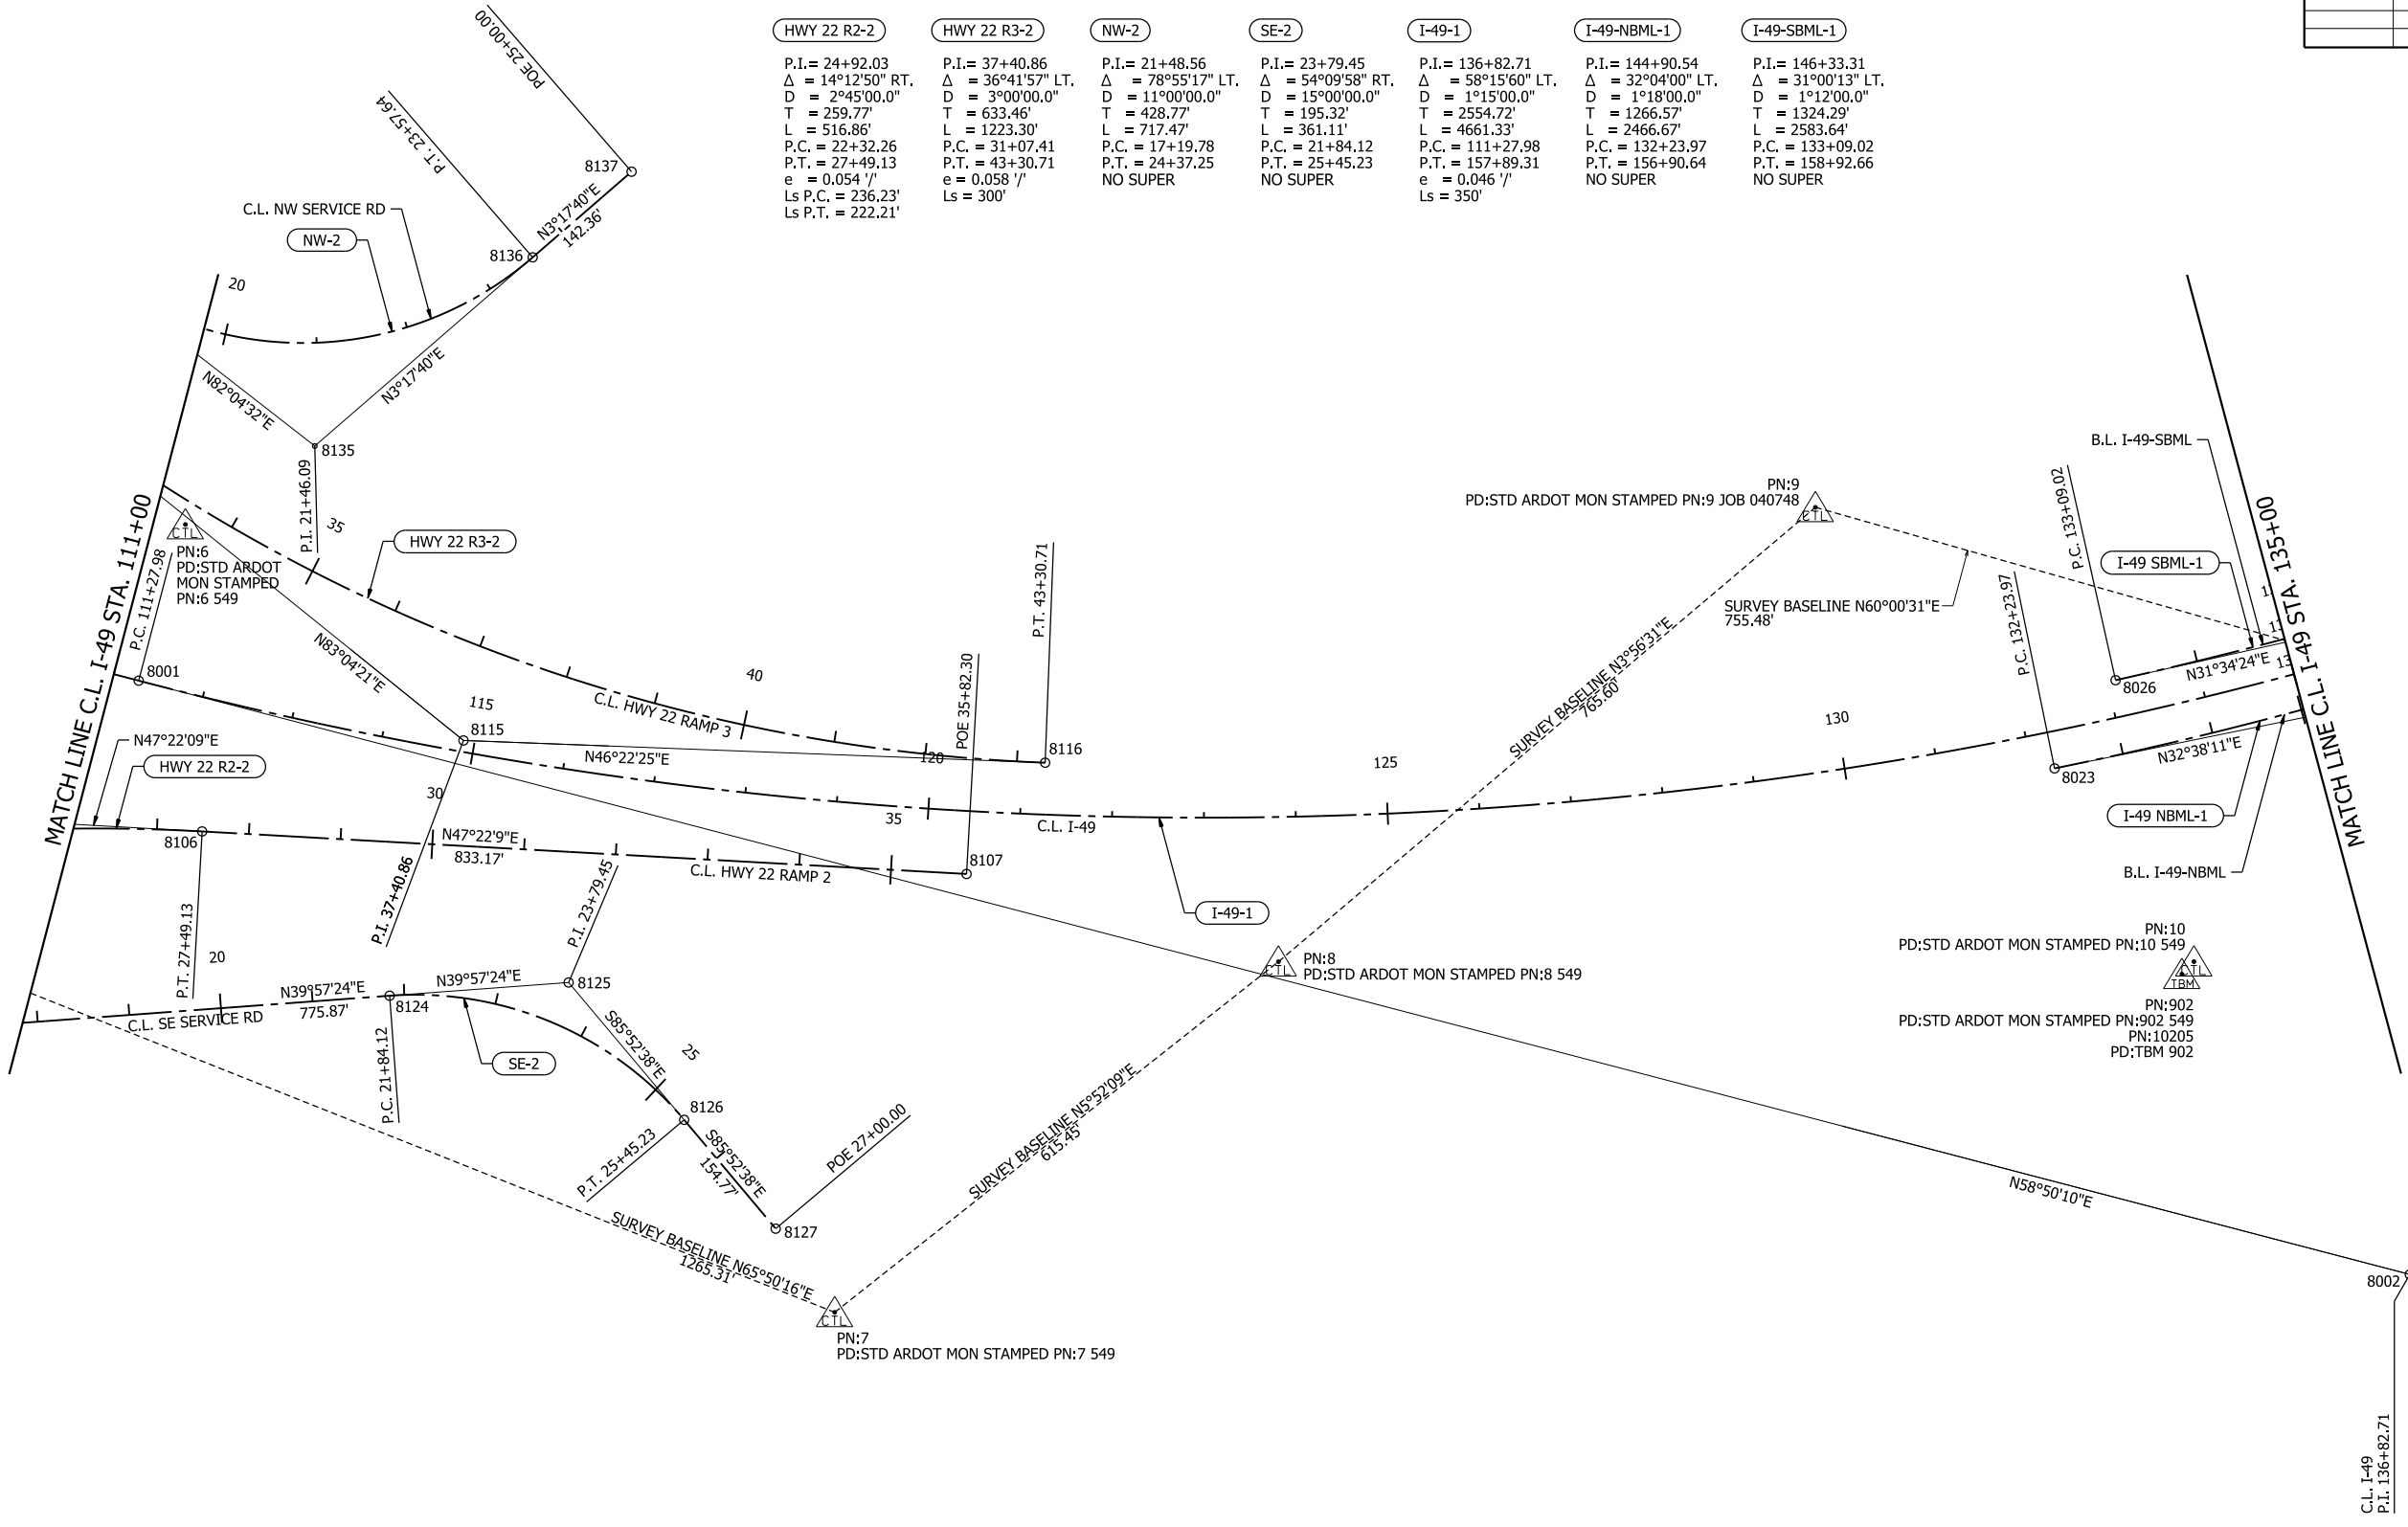 HWY 22 R2-2
P.I.= 24+92.03
Δ = 14°12'50" RT.
D = 2°45'00.0"
T = 259.77'
L = 516.86'
P.C. = 22+32.26
P.T. = 27+49.13
e = 0.054 '/'
Ls P.C. = 236.23'
Ls P.T. = 222.21'
HWY 22 R3-2
P.I.= 37+40.86
Δ = 36°41'57" LT.
D = 3°00'00.0"
T = 633.46'
L = 1223.30'
P.C. = 31+07.41
P.T. = 43+30.71
e = 0.058 '/'
Ls = 300'
NW-2
P.I.= 21+48.56
Δ = 78°55'17" LT.
D = 11°00'00.0"
T = 428.77'
L = 717.47'
P.C. = 17+19.78
P.T. = 24+37.25
NO SUPER
SE-2
P.I.= 23+79.45
Δ = 54°09'58" RT.
D = 15°00'00.0"
T = 195.32'
L = 361.11'
P.C. = 21+84.12
P.T. = 25+45.23
NO SUPER
I-49-1
P.I.= 136+82.71
Δ = 58°15'60" LT.
D = 1°15'00.0"
T = 2554.72'
L = 4661.33'
P.C. = 111+27.98
P.T. = 157+89.31
e = 0.046 '/'
Ls = 350'
I-49-NBML-1
P.I.= 144+90.54
Δ = 32°04'00" LT.
D = 1°18'00.0"
T = 1266.57'
L = 2466.67'
P.C. = 132+23.97
P.T. = 156+90.64
NO SUPER
I-49-SBML-1
P.I.= 146+33.31
Δ = 31°00'13" LT.
D = 1°12'00.0"
T = 1324.29'
L = 2583.64'
P.C. = 133+09.02
P.T. = 158+92.66
NO SUPER
POE 25+00.00
P.T. 23+57.64
8137
N3°17'40"E
142.36'
8136
C.L. NW SERVICE RD
NW-2
20
N82°04'32"E
N3°17'40"E
8135
P.I. 21+46.09
MATCH LINE C.L. I-49 STA. 111+00
CTL
PN:6
PD:STD ARDOT
MON STAMPED
PN:6 549
P.C. 111+27.98
8001
35
HWY 22 R3-2
N83°04'21"E
115
8115
N46°22'25"E
C.L. HWY 22 RAMP 3
40
P.T. 43+30.71
8116
POE 35+82.30
120
N47°22'09"E
HWY 22 R2-2
8106
30
N47°22'9"E
833.17'
C.L. HWY 22 RAMP 2
35
8107
C.L. I-49
I-49-1
125
130
P.I. 37+40.86
P.I. 23+79.45
P.T. 27+49.13
20
N39°57'24"E
775.87'
C.L. SE SERVICE RD
8124
N39°57'24"E
8125
P.C. 21+84.12
SE-2
S85°52'38"E
25
8126
P.T. 25+45.23
S85°52'38"E
154.77'
POE 27+00.00
8127
SURVEY BASELINE N65°50'16"E
1265.31'
CTL
PN:7
PD:STD ARDOT MON STAMPED PN:7 549
SURVEY BASELINE N5°52'09"E
615.45'
CTL
PN:8
PD:STD ARDOT MON STAMPED PN:8 549
SURVEY BASELINE N3°56'31"E
765.60'
PN:9
PD:STD ARDOT MON STAMPED PN:9 JOB 040748
CTL
SURVEY BASELINE N60°00'31"E
755.48'
B.L. I-49-SBML
P.C. 133+09.02
I-49 SBML-1
P.C. 132+23.97
8026
N31°34'24"E
8023
N32°38'11"E
I-49 NBML-1
B.L. I-49-NBML
MATCH LINE C.L. I-49 STA. 135+00
PN:10
PD:STD ARDOT MON STAMPED PN:10 549
CTL
TBM
PN:902
PD:STD ARDOT MON STAMPED PN:902 549
PN:10205
PD:TBM 902
N58°50'10"E
8002
C.L. I-49
P.I. 136+82.71